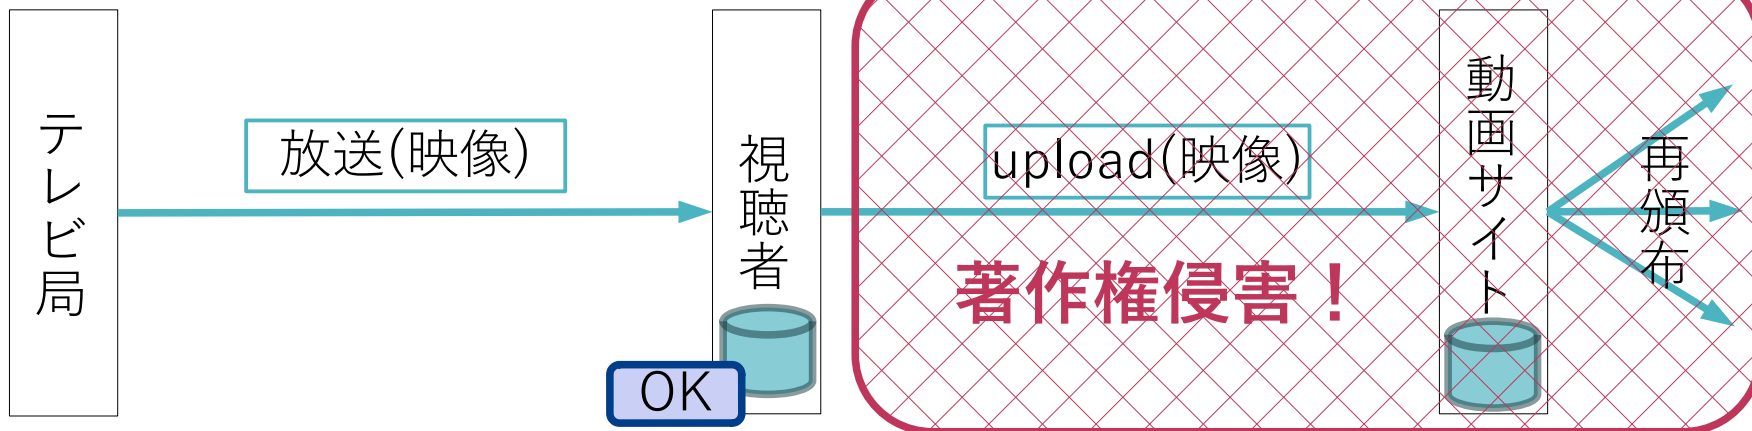 テレビ局
放送(映像)
視聴者
OK
upload(映像)
著作権侵害！
動画サイト
再頒布